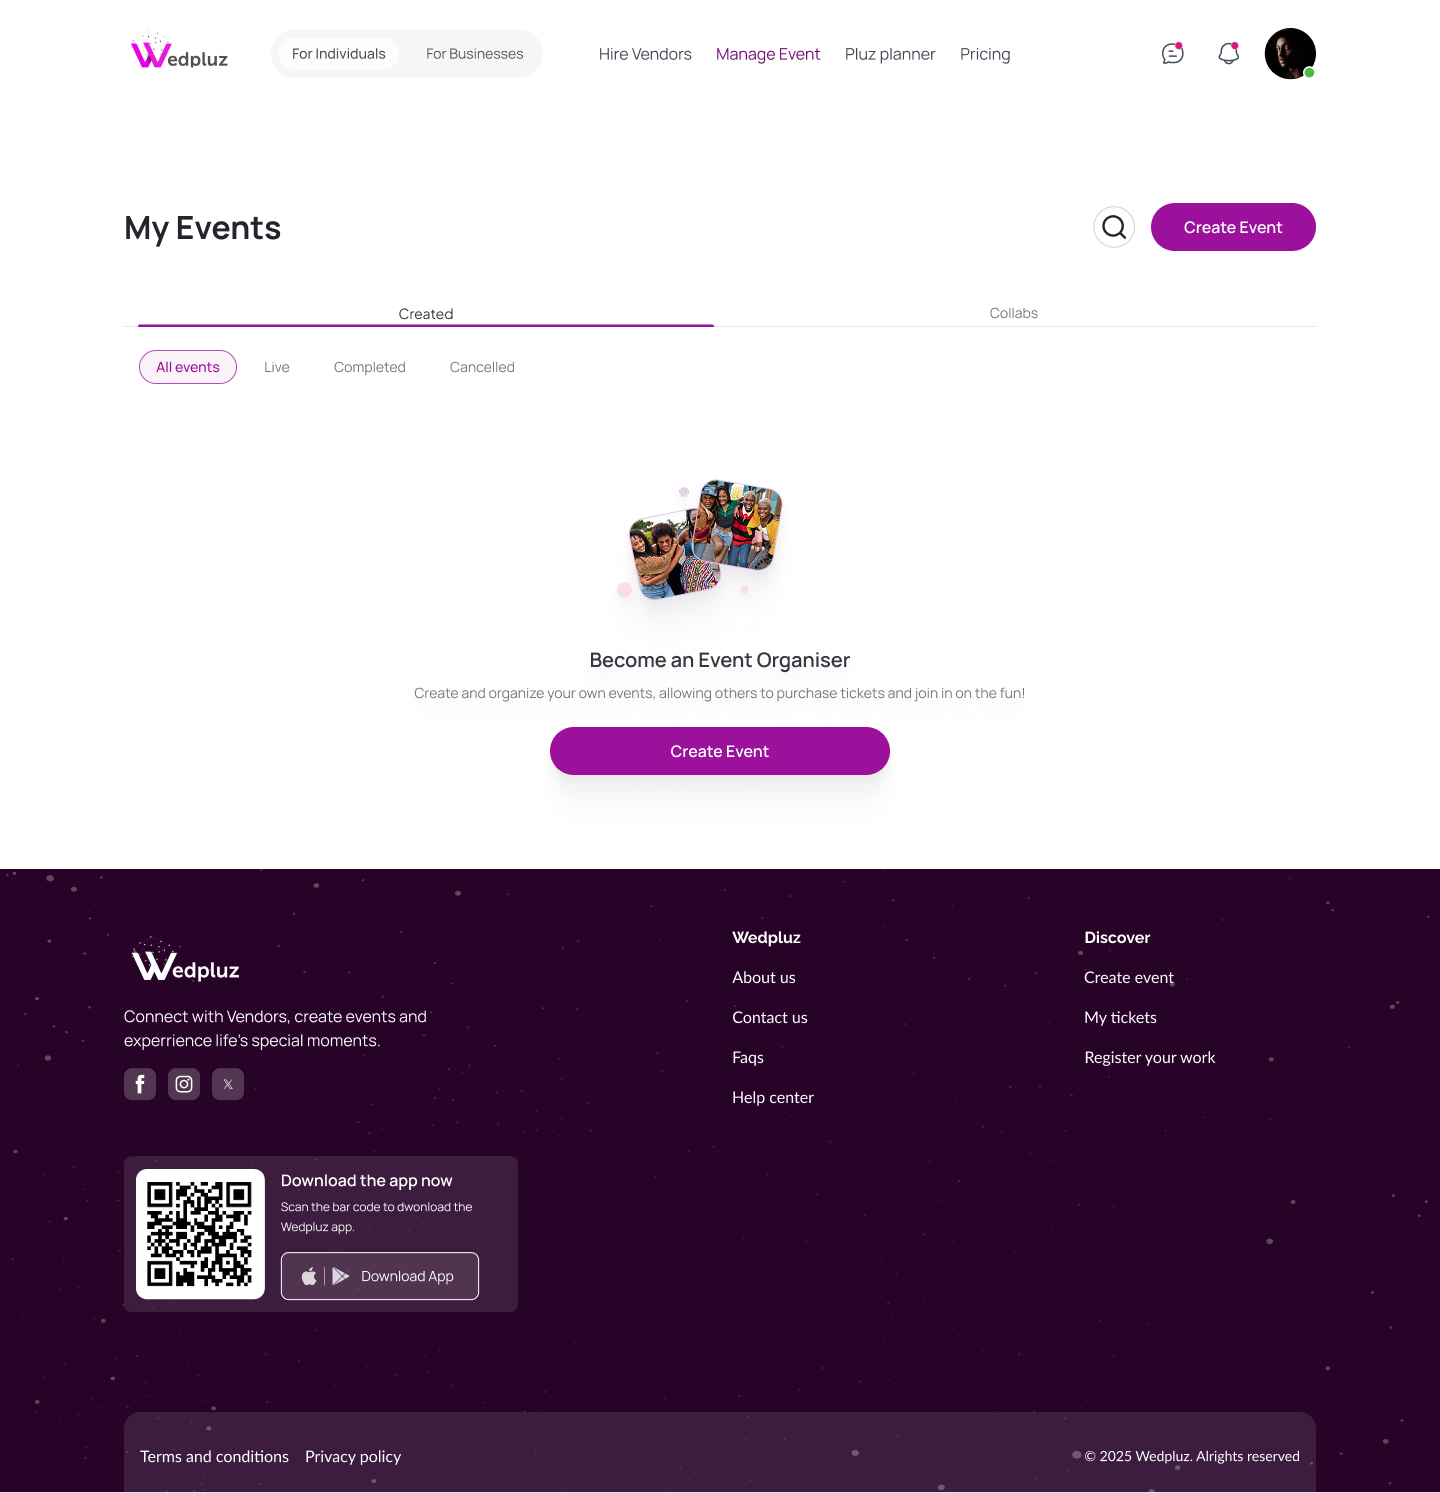 Wedpluz
For Individuals
For Businesses
Hire Vendors
Manage Event
Pluz planner
Pricing
My Events
Create Event
Created
Collabs
All events
Live
Completed
Cancelled
Become an Event Organiser
Create and organize your own events, allowing others to purchase tickets and join in on the fun!
Create Event
Wedpluz
Connect with Vendors, create events and
experrience life's special moments.
f
𝕏
Download the app now
Scan the bar code to dwonload the
Wedpluz app.
Download App
Wedpluz
About us
Contact us
Faqs
Help center
Discover
Create event
My tickets
Register your work
Terms and conditions
Privacy policy
© 2025 Wedpluz. Alrights reserved